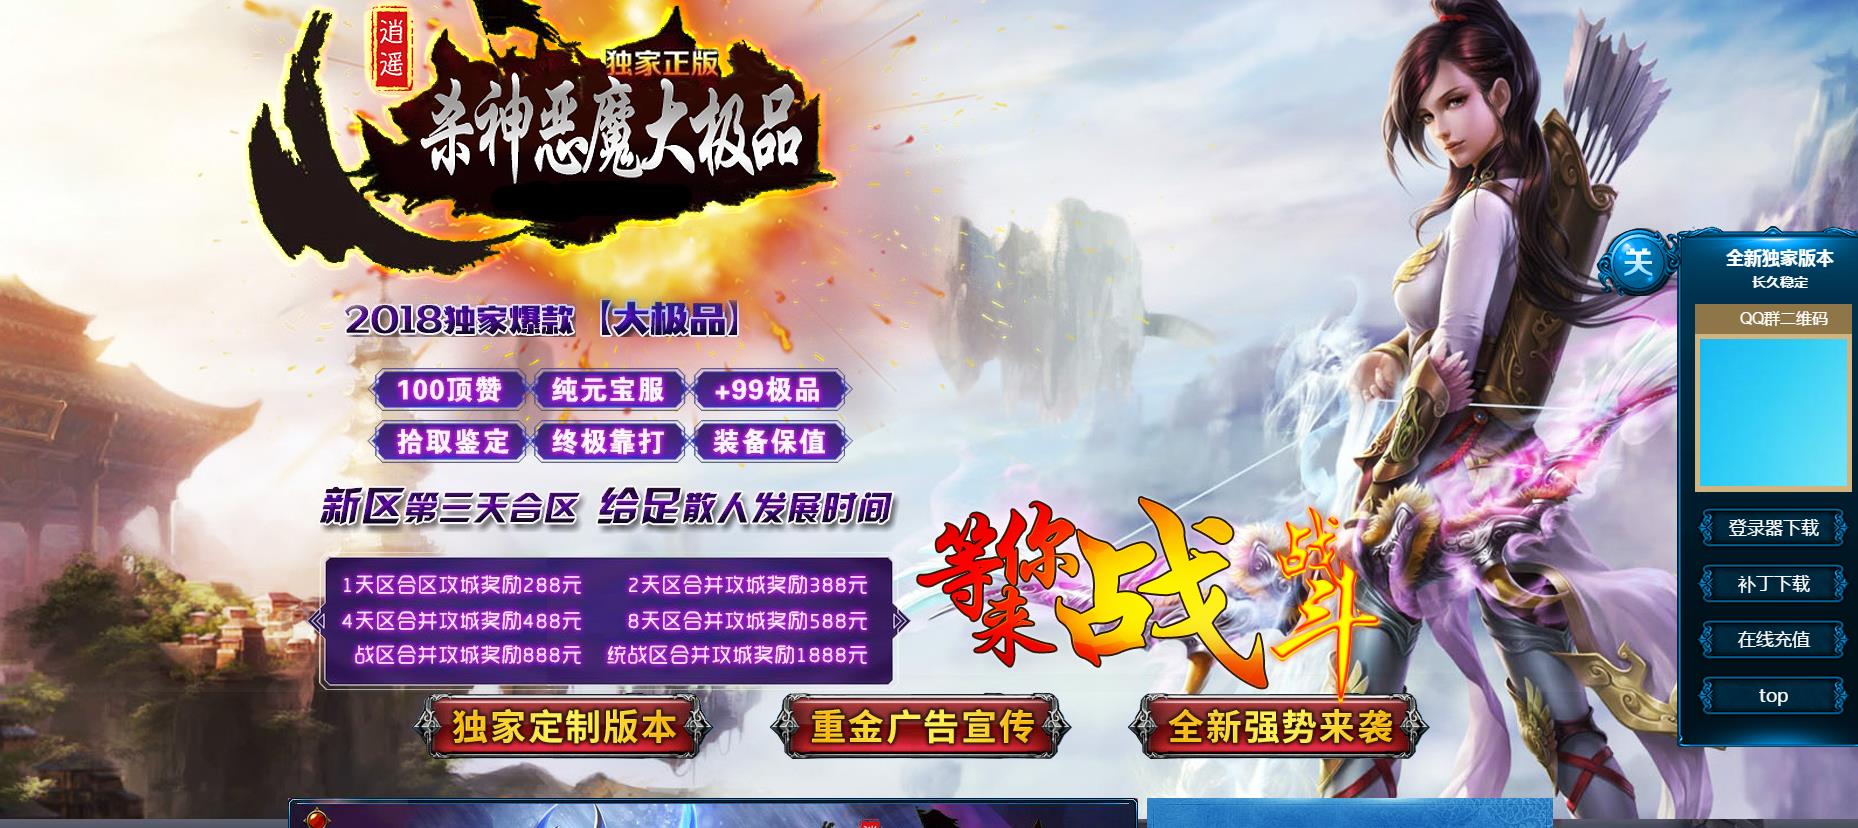 逍遥
独家正版
杀神恶魔大极品
2018独家爆款【大极品】
100顶赞 纯元宝服 +99极品
拾取鉴定 终极靠打 装备保值
新区第三天合区 给足散人发展时间
1天区合区攻城奖励288元 2天区合并攻城奖励388元
4天区合并攻城奖励488元 8天区合并攻城奖励588元
战区合并攻城奖励888元 统战区合并攻城奖励1888元
等你来战
战斗
独家定制版本 重金广告宣传 全新强势来袭
关
全新独家版本
长久稳定
QQ群二维码
登录器下载
补丁下载
在线充值
top